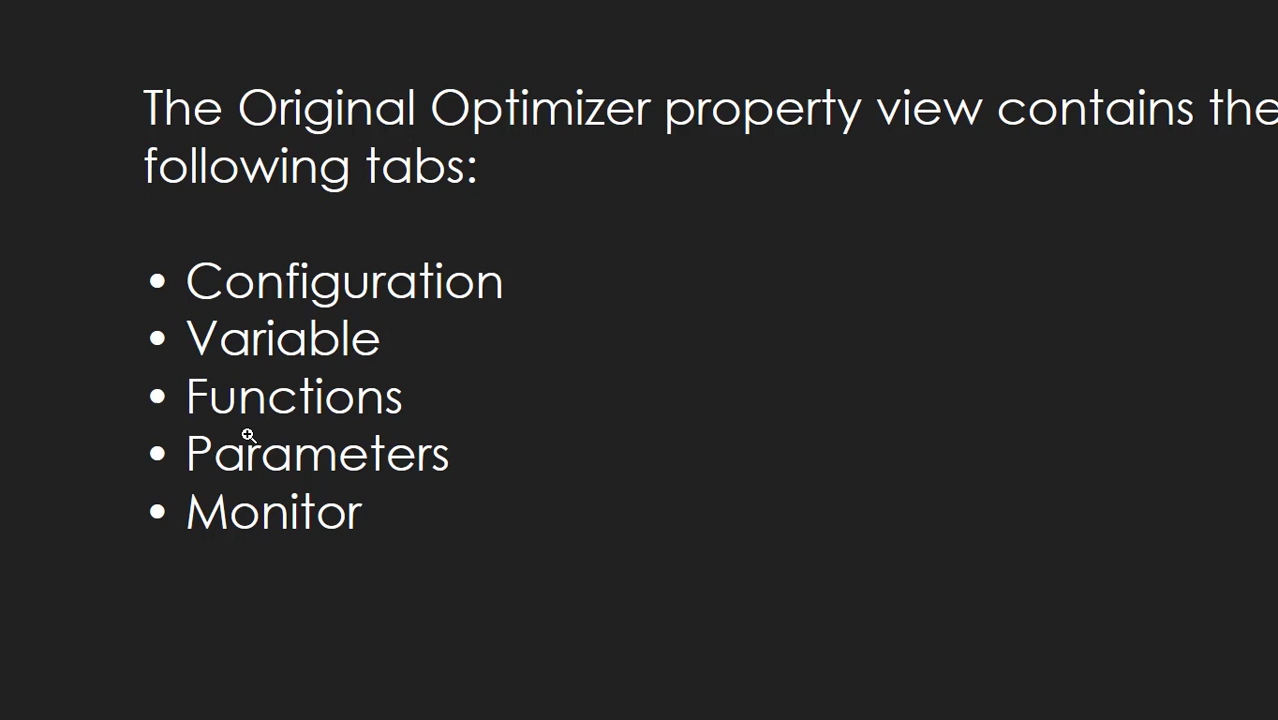 The Original Optimizer property view contains the
following tabs:
• Configuration
• Variable
• Functions
• Parameters
• Monitor